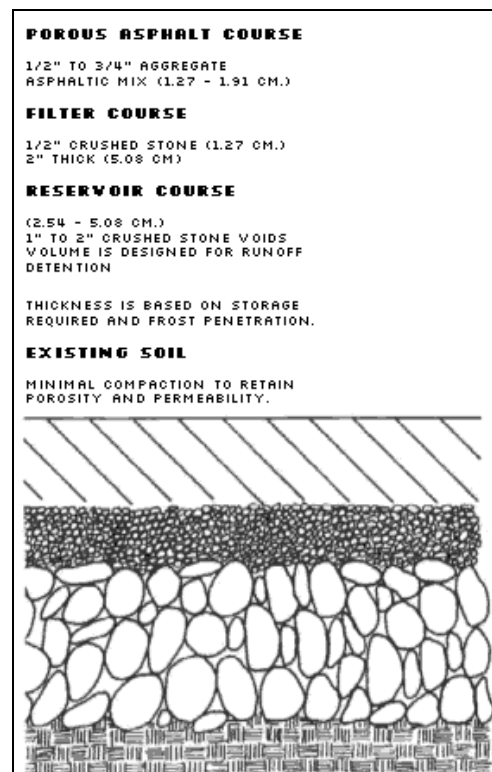 POROUS ASPHALT COURSE
1/2" TO 3/4" AGGREGATE
ASPHALTIC MIX (1.27 - 1.91 CM.)
FILTER COURSE
1/2" CRUSHED STONE (1.27 CM.)
2" THICK (5.08 CM)
RESERVOIR COURSE
(2.54 - 5.08 CM.)
1" TO 2" CRUSHED STONE VOIDS
VOLUME IS DESIGNED FOR RUNOFF
DETENTION
THICKNESS IS BASED ON STORAGE
REQUIRED AND FROST PENETRATION.
EXISTING SOIL
MINIMAL COMPACTION TO RETAIN
POROSITY AND PERMEABILITY.